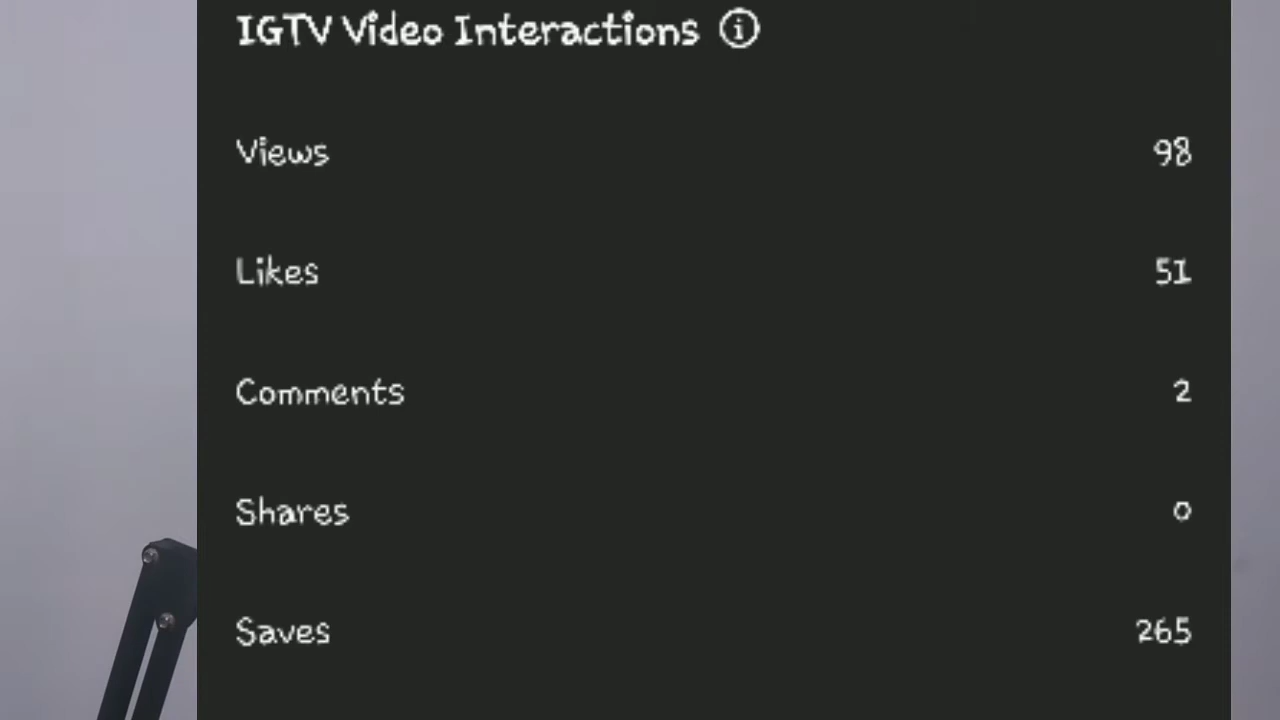 IGTV Video Interactions
Views 98
Likes 51
Comments 2
Shares 0
Saves 265